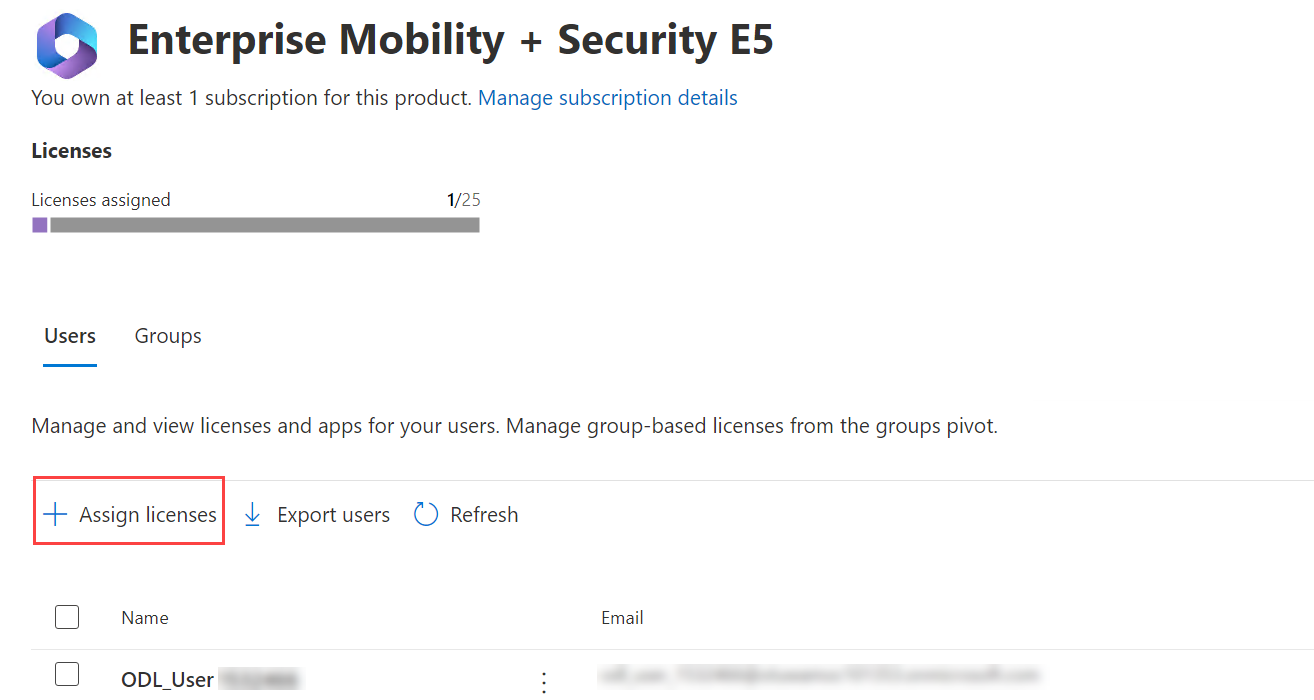 Enterprise Mobility + Security E5
You own at least 1 subscription for this product. Manage subscription details
Licenses
Licenses assigned 1/25
Users Groups
Manage and view licenses and apps for your users. Manage group-based licenses from the groups pivot.
Assign licenses Export users Refresh
Name Email
ODL_User